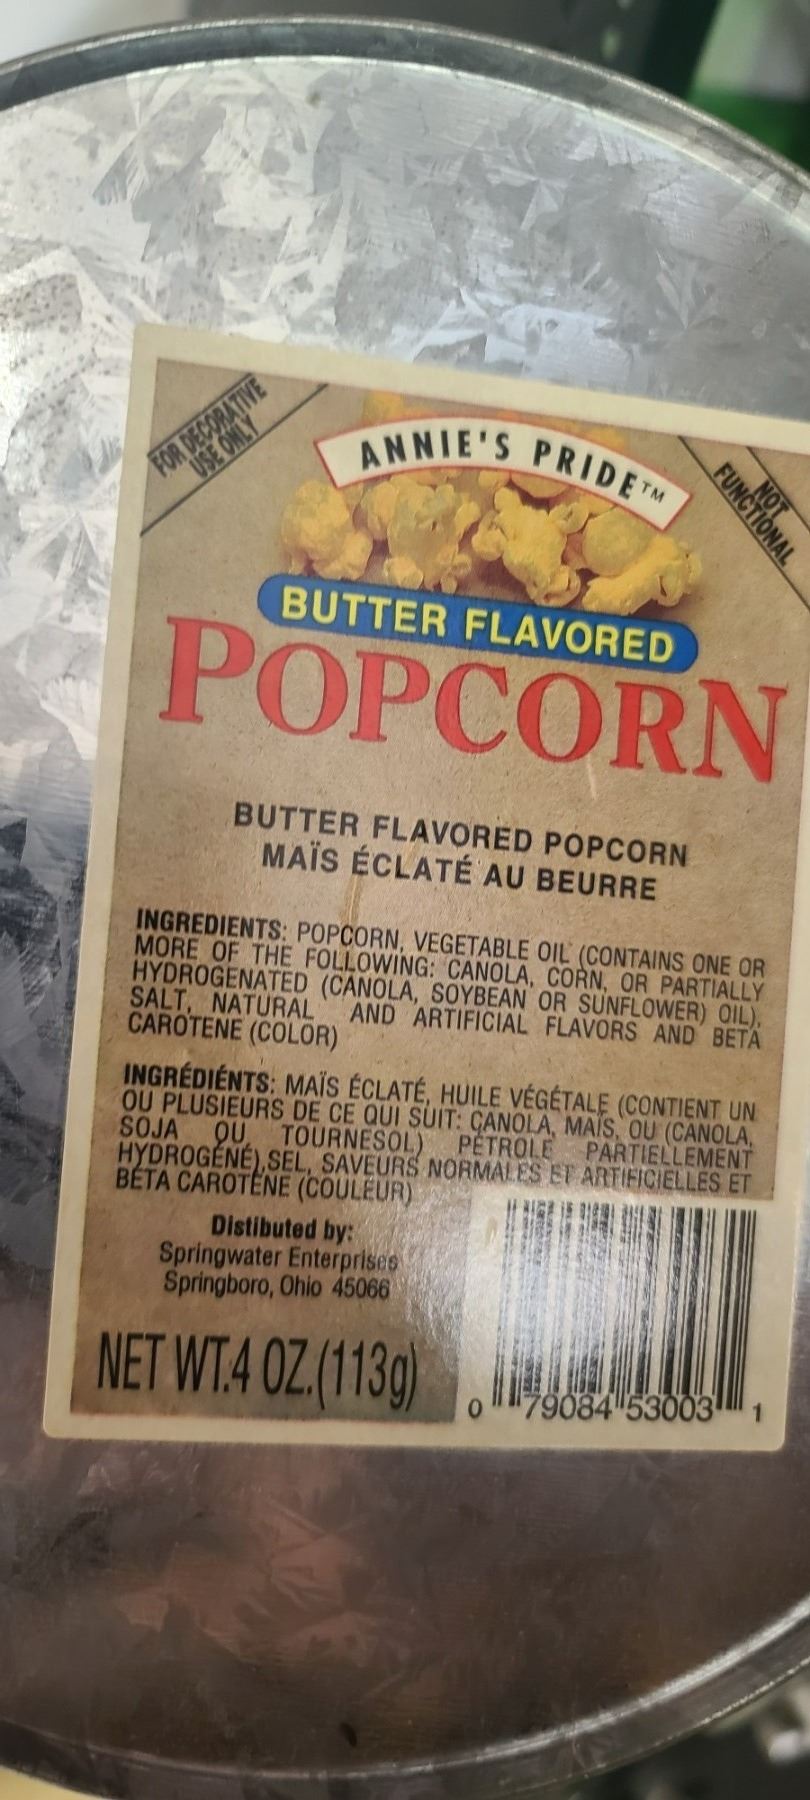 FOR DECORATIVE
USE ONLY
ANNIE'S PRIDE™
NOT
FUNCTIONAL
BUTTER FLAVORED
POPCORN
BUTTER FLAVORED POPCORN
MAÏS ÉCLATÉ AU BEURRE
INGREDIENTS: POPCORN, VEGETABLE OIL (CONTAINS ONE OR
MORE OF THE FOLLOWING: CANOLA, CORN, OR PARTIALLY
HYDROGENATED (CANOLA, SOYBEAN OR SUNFLOWER) OIL),
SALT, NATURAL AND ARTIFICIAL FLAVORS AND BETA
CAROTENE (COLOR)
INGRÉDIÉNTS: MAÏS ÉCLATÉ, HUILE VÉGÉTALE (CONTIENT UN
OU PLUSIEURS DE CE QUI SUIT: CANOLA, MAÏS, OU (CANOLA,
SOJA OU TOURNESOL) PÉTROLE PARTIELLEMENT
HYDROGÉNÉ),SEL, SAVEURS NORMALES ET ARTIFICIELLES ET
BÉTA CAROTÉNE (COULEUR)
Distibuted by:
Springwater Enterprises
Springboro, Ohio 45066
NET WT.4 OZ.(113g)
0 79084 53003 1